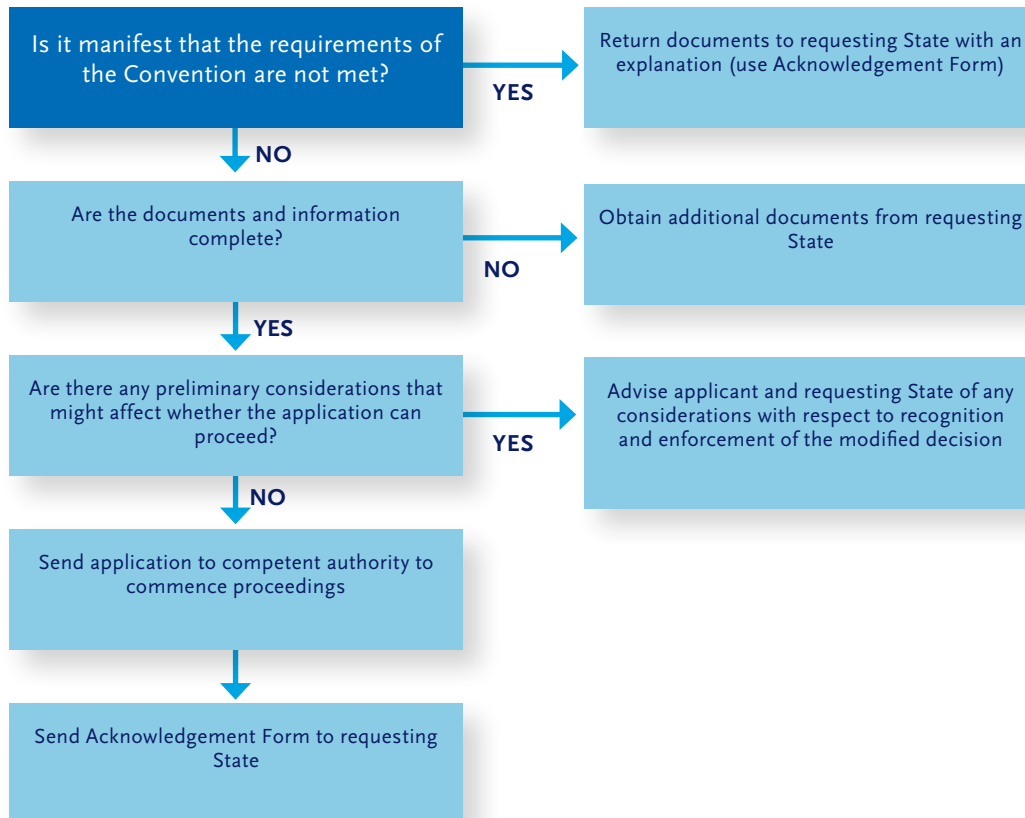 Is it manifest that the requirements of
the Convention are not met?
YES
Return documents to requesting State with an
explanation (use Acknowledgement Form)
NO
Are the documents and information
complete?
NO
Obtain additional documents from requesting
State
YES
Are there any preliminary considerations that
might affect whether the application can
proceed?
YES
Advise applicant and requesting State of any
considerations with respect to recognition
and enforcement of the modified decision
NO
Send application to competent authority to
commence proceedings
Send Acknowledgement Form to requesting
State